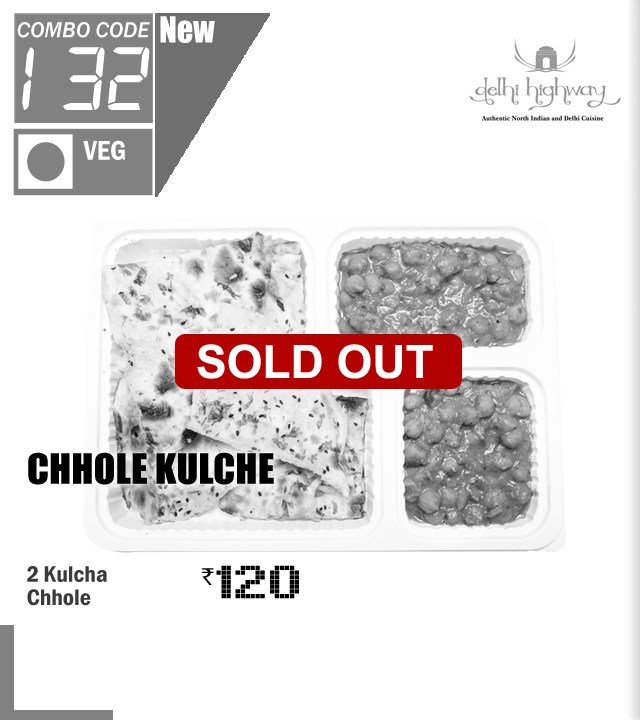 COMBO CODE
132
New
VEG
delhi highway
Authentic North Indian and Delhi Cuisine
SOLD OUT
CHHOLE KULCHE
2 Kulcha
Chhole
₹120